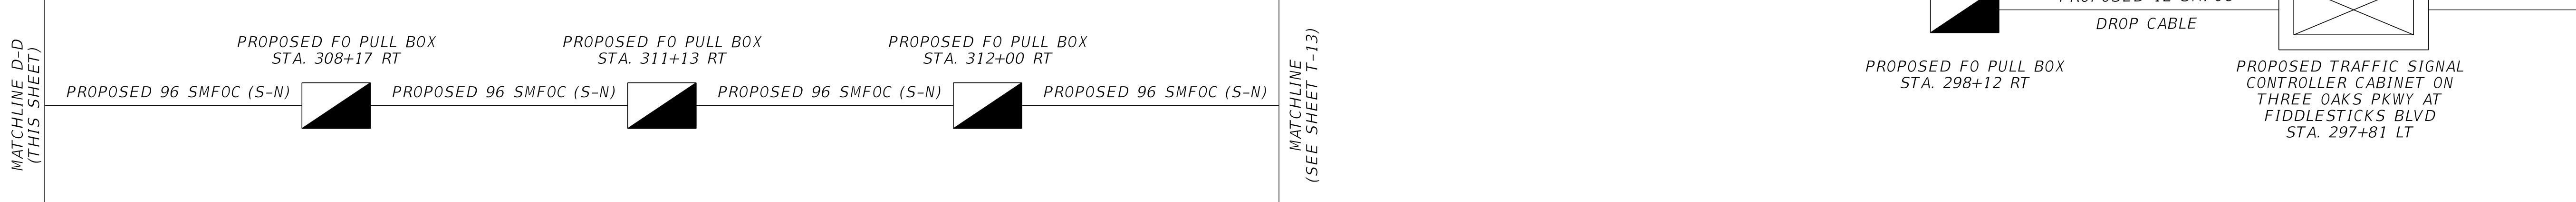 MATCHLINE D-D
(THIS SHEET)
PROPOSED FO PULL BOX
STA. 308+17 RT
PROPOSED FO PULL BOX
STA. 311+13 RT
PROPOSED FO PULL BOX
STA. 312+00 RT
PROPOSED 96 SMFOC (S-N)
PROPOSED 96 SMFOC (S-N)
PROPOSED 96 SMFOC (S-N)
PROPOSED 96 SMFOC (S-N)
MATCHLINE
(SEE SHEET T-13)
PROPOSED 12 SMFOC
DROP CABLE
PROPOSED FO PULL BOX
STA. 298+12 RT
PROPOSED TRAFFIC SIGNAL
CONTROLLER CABINET ON
THREE OAKS PKWY AT
FIDDLESTICKS BLVD
STA. 297+81 LT